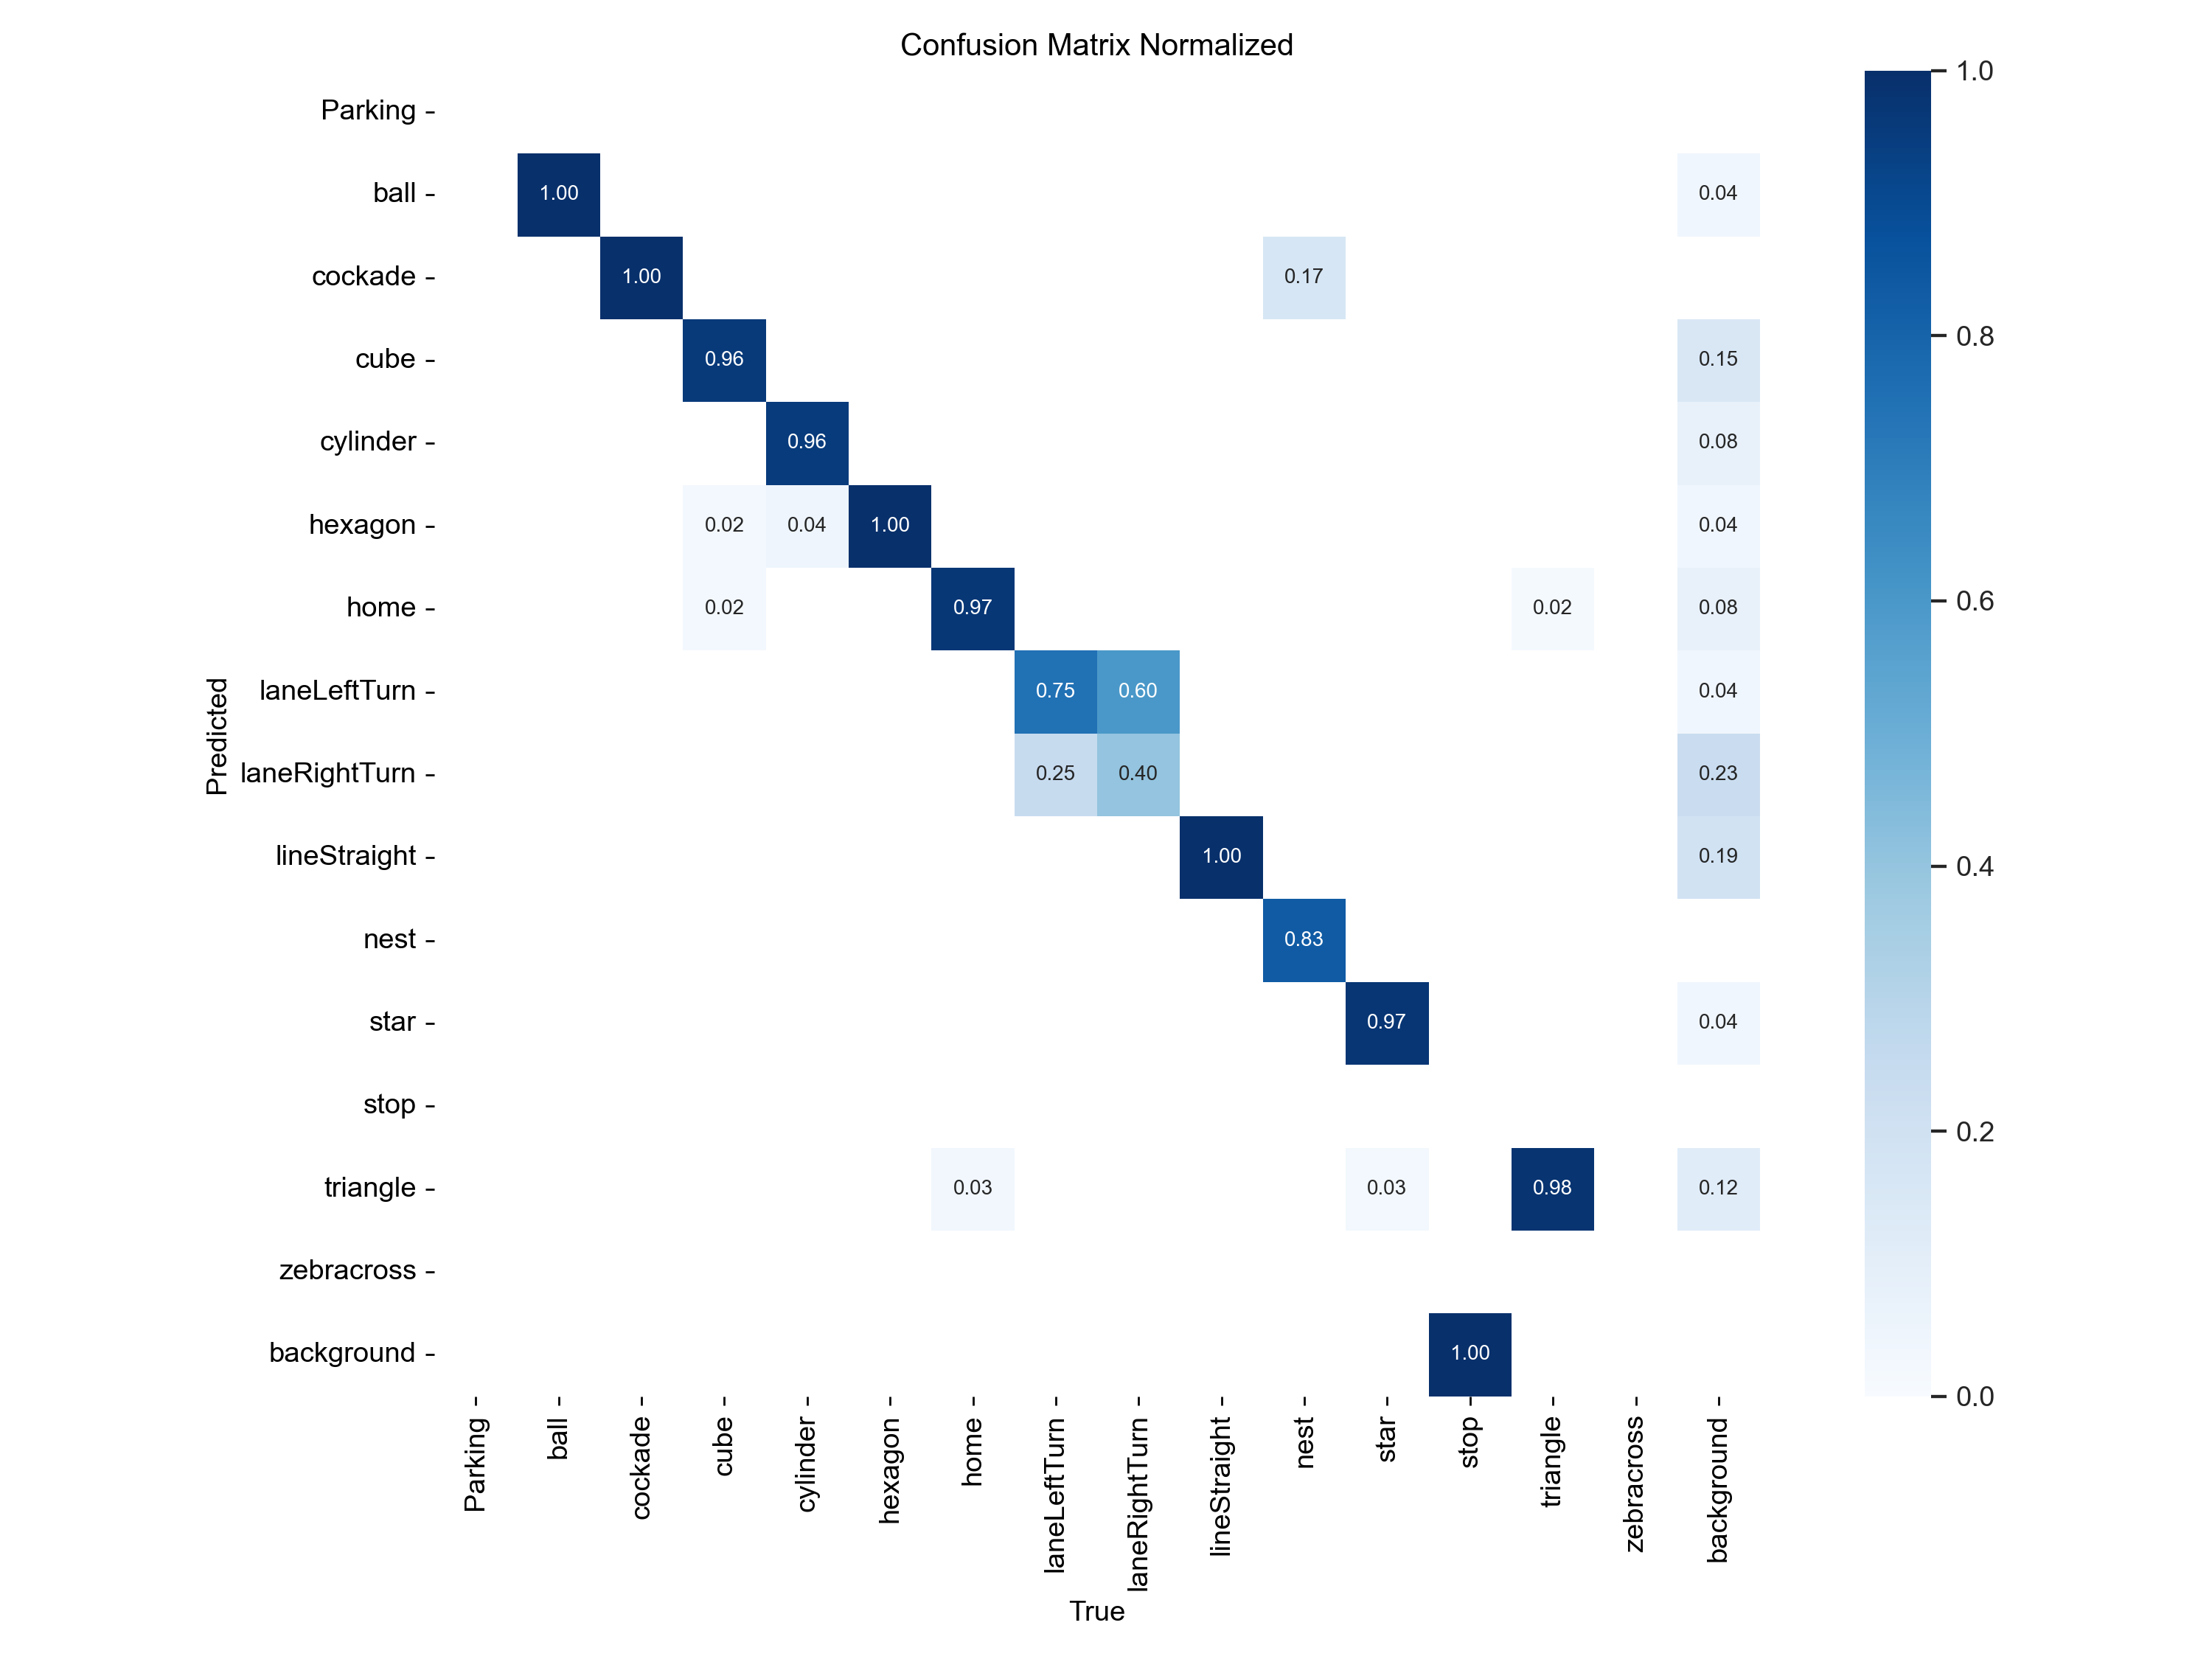 Confusion Matrix Normalized
Parking
ball 1.00 0.04
cockade 1.00 0.17
cube 0.96 0.15
cylinder 0.96 0.08
hexagon 0.02 0.04 1.00 0.04
home 0.02 0.97 0.02 0.08
laneLeftTurn 0.75 0.60 0.04
laneRightTurn 0.25 0.40 0.23
lineStraight 1.00 0.19
nest 0.83
star 0.97 0.04
stop
triangle 0.03 0.03 0.98 0.12
zebracross
background 1.00
Predicted
Parking ball cockade cube cylinder hexagon home laneLeftTurn laneRightTurn lineStraight nest star stop triangle zebracross background
True
1.0
0.8
0.6
0.4
0.2
0.0